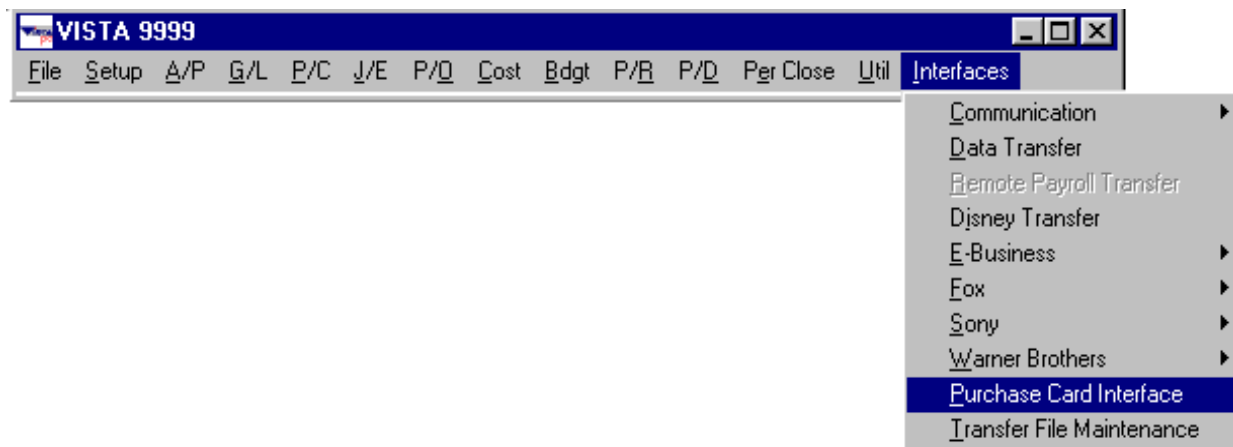 VISTA 9999
File Setup A/P G/L P/C J/E P/O Cost Bdgt P/R P/D Per Close Util Interfaces
Communication
Data Transfer
Remote Payroll Transfer
Disney Transfer
E-Business
Fox
Sony
Warner Brothers
Purchase Card Interface
Transfer File Maintenance